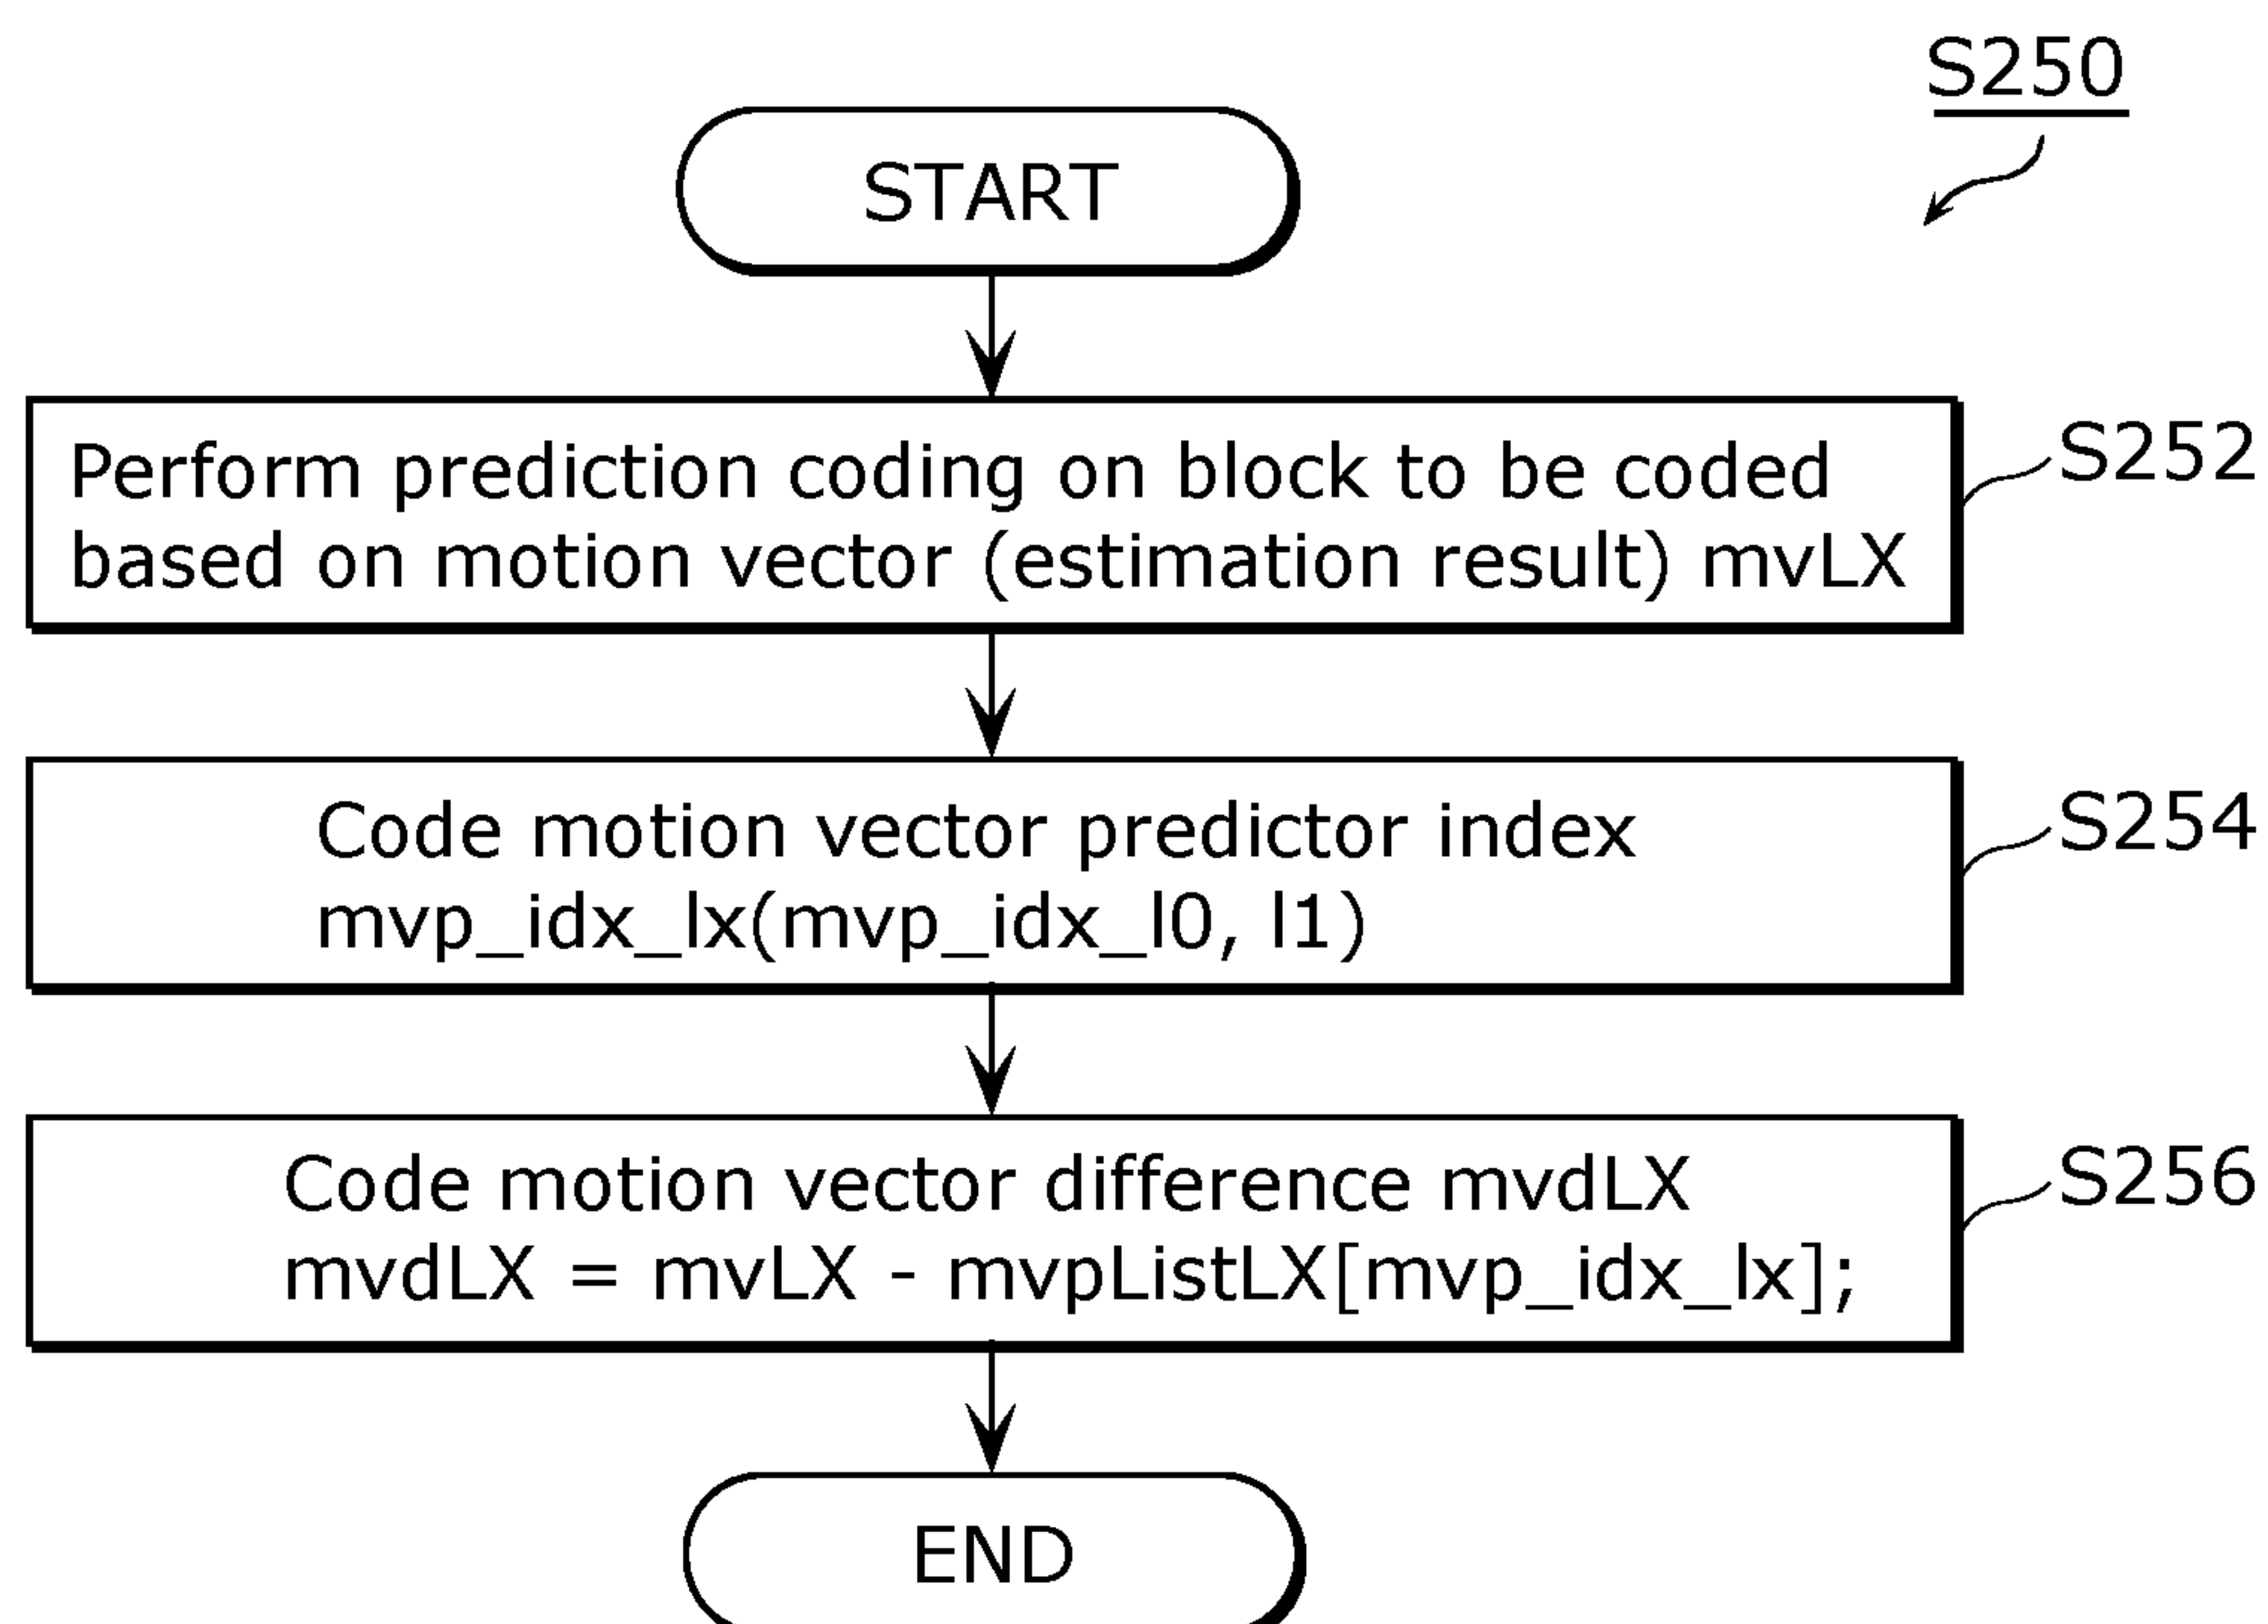 S250
START
Perform prediction coding on block to be coded
based on motion vector (estimation result) mvLX
S252
Code motion vector predictor index
mvp_idx_lx(mvp_idx_l0, l1)
S254
Code motion vector difference mvdLX
mvdLX = mvLX - mvpListLX[mvp_idx_lx];
S256
END